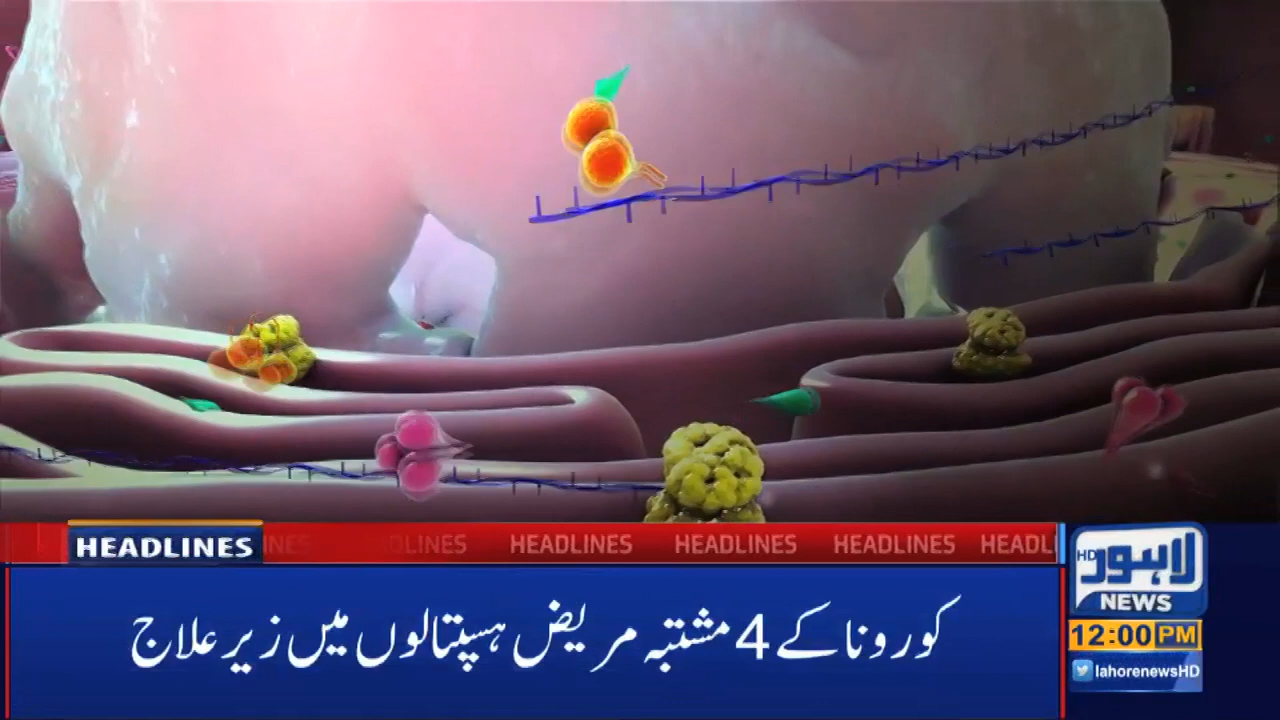 HEADLINES
HEADLINES HEADLINES HEADLINES HEADL
کورونا کے 4 مشتبہ مریض ہسپتالوں میں زیر علاج
لاہور HD
NEWS
12:00 PM
lahorenewsHD